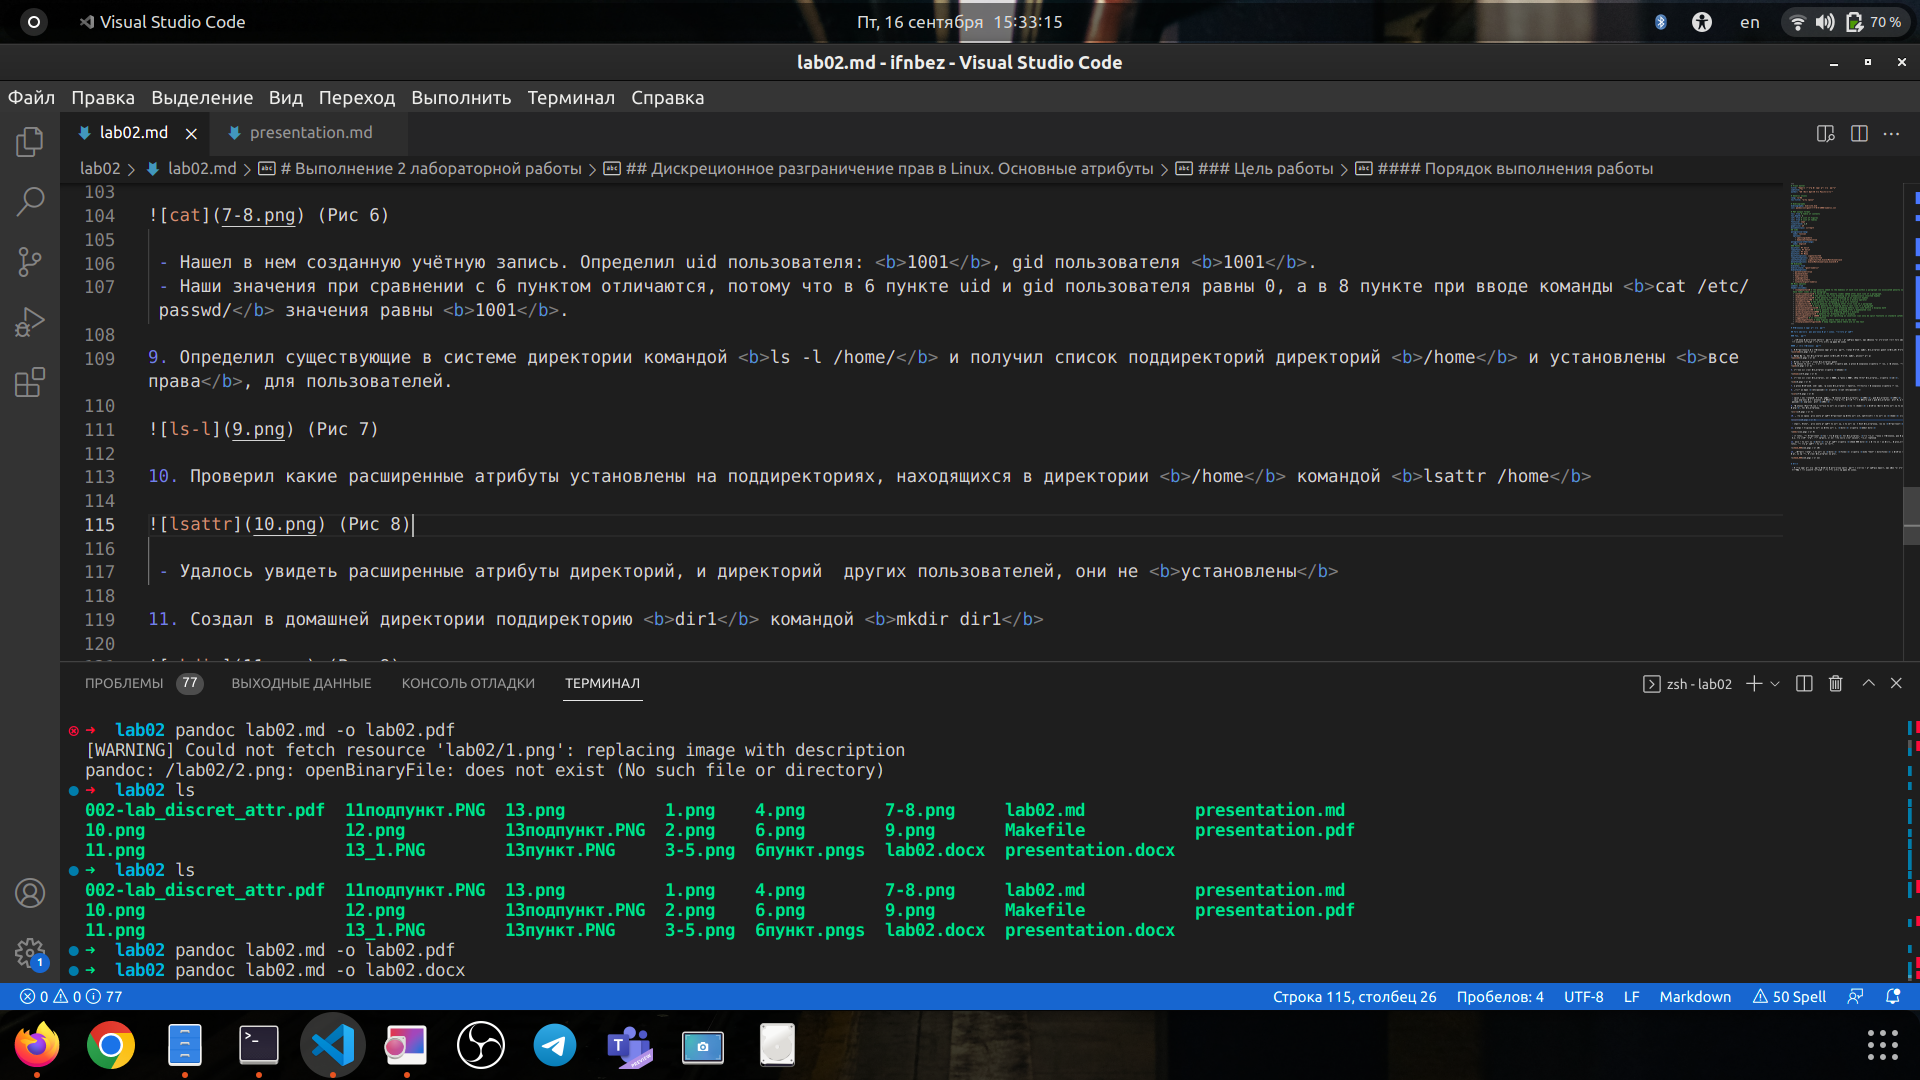 Visual Studio Code
Пт, 16 сентября 15:33:15
en
70 %
lab02.md - ifnbez - Visual Studio Code
Файл Правка Выделение Вид Переход Выполнить Терминал Справка
lab02.md
presentation.md
lab02 > lab02.md > # Выполнение 2 лабораторной работы > ## Дискреционное разграничение прав в Linux. Основные атрибуты > ### Цель работы > #### Порядок выполнения работы
103
104 ![cat](7-8.png) (Рис 6)
105
106 - Нашел в нем созданную учётную запись. Определил uid пользователя: <b>1001</b>, gid пользователя <b>1001</b>.
107 - Наши значения при сравнении с 6 пунктом отличаются, потому что в 6 пункте uid и gid пользователя равны 0, а в 8 пункте при вводе команды <b>cat /etc/
passwd/</b> значения равны <b>1001</b>.
108
109 9. Определил существующие в системе директории командой <b>ls -l /home/</b> и получил список поддиректорий директорий <b>/home</b> и установлены <b>все
права</b>, для пользователей.
110
111 ![ls-l](9.png) (Рис 7)
112
113 10. Проверил какие расширенные атрибуты установлены на поддиректориях, находящихся в директории <b>/home</b> командой <b>lsattr /home</b>
114
115 ![lsattr](10.png) (Рис 8)
116
117 - Удалось увидеть расширенные атрибуты директорий, и директорий  других пользователей, они не <b>установлены</b>
118
119 11. Создал в домашней директории поддиректорию <b>dir1</b> командой <b>mkdir dir1</b>
120
ПРОБЛЕМЫ 77 ВЫХОДНЫЕ ДАННЫЕ КОНСОЛЬ ОТЛАДКИ ТЕРМИНАЛ
zsh - lab02
➜ lab02 pandoc lab02.md -o lab02.pdf
[WARNING] Could not fetch resource 'lab02/1.png': replacing image with description
pandoc: /lab02/2.png: openBinaryFile: does not exist (No such file or directory)
➜ lab02 ls
002-lab_discret_attr.pdf 11подпункт.PNG 13.png 1.png 4.png 7-8.png lab02.md presentation.md
10.png 12.png 13подпункт.PNG 2.png 6.png 9.png Makefile presentation.pdf
11.png 13_1.PNG 13пункт.PNG 3-5.png 6пункт.pngs lab02.docx presentation.docx
➜ lab02 ls
002-lab_discret_attr.pdf 11подпункт.PNG 13.png 1.png 4.png 7-8.png lab02.md presentation.md
10.png 12.png 13подпункт.PNG 2.png 6.png 9.png Makefile presentation.pdf
11.png 13_1.PNG 13пункт.PNG 3-5.png 6пункт.pngs lab02.docx presentation.docx
➜ lab02 pandoc lab02.md -o lab02.pdf
➜ lab02 pandoc lab02.md -o lab02.docx
1
0 0 77
Строка 115, столбец 26 Пробелов: 4 UTF-8 LF Markdown 50 Spell